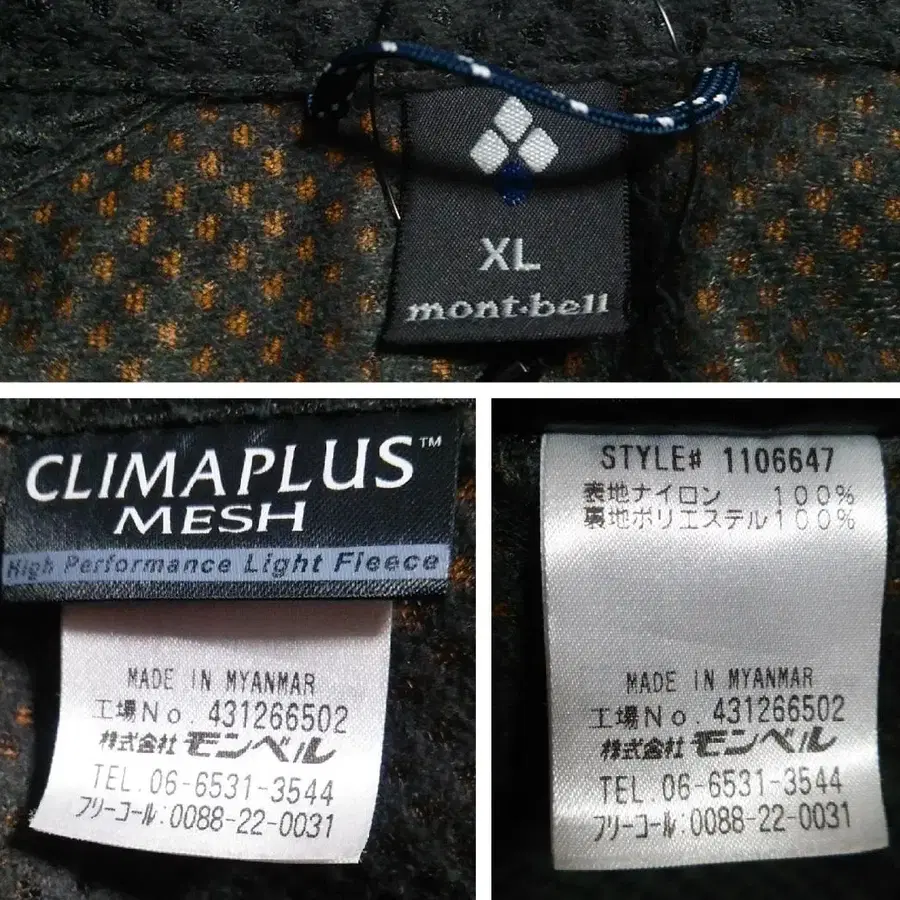 XL
mont-bell
CLIMAPLUS™
MESH
High Performance Light Fleece
MADE IN MYANMAR
工場No. 431266502
株式会社 モンベル
TEL.06-6531-3544
フリーコール:0088-22-0031
STYLE# 1106647
表地ナイロン 100%
裏地ポリエステル100%
MADE IN MYANMAR
工場No. 431266502
株式会社 モンベル
TEL.06-6531-3544
フリーコール:0088-22-0031